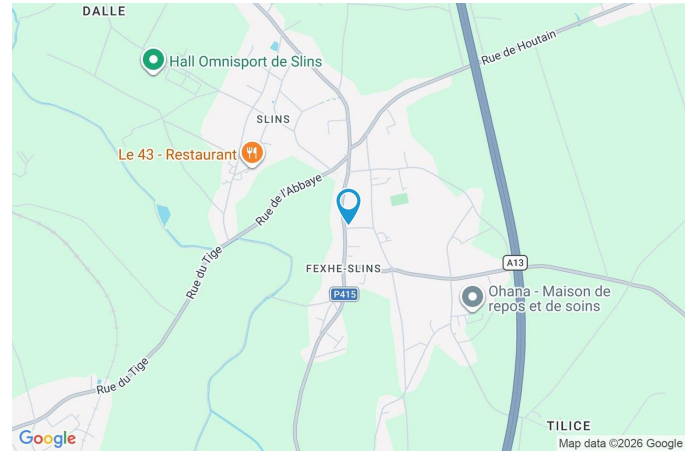 DALLE
Hall Omnisport de Slins
Rue de Houtain
SLINS
Le 43 - Restaurant
Rue de l'Abbaye
Rue du Tige
FEXHE-SLINS
A13
P415
Ohana - Maison de
repos et de soins
Rue du Tige
TILICE
Google
Map data ©2026 Google